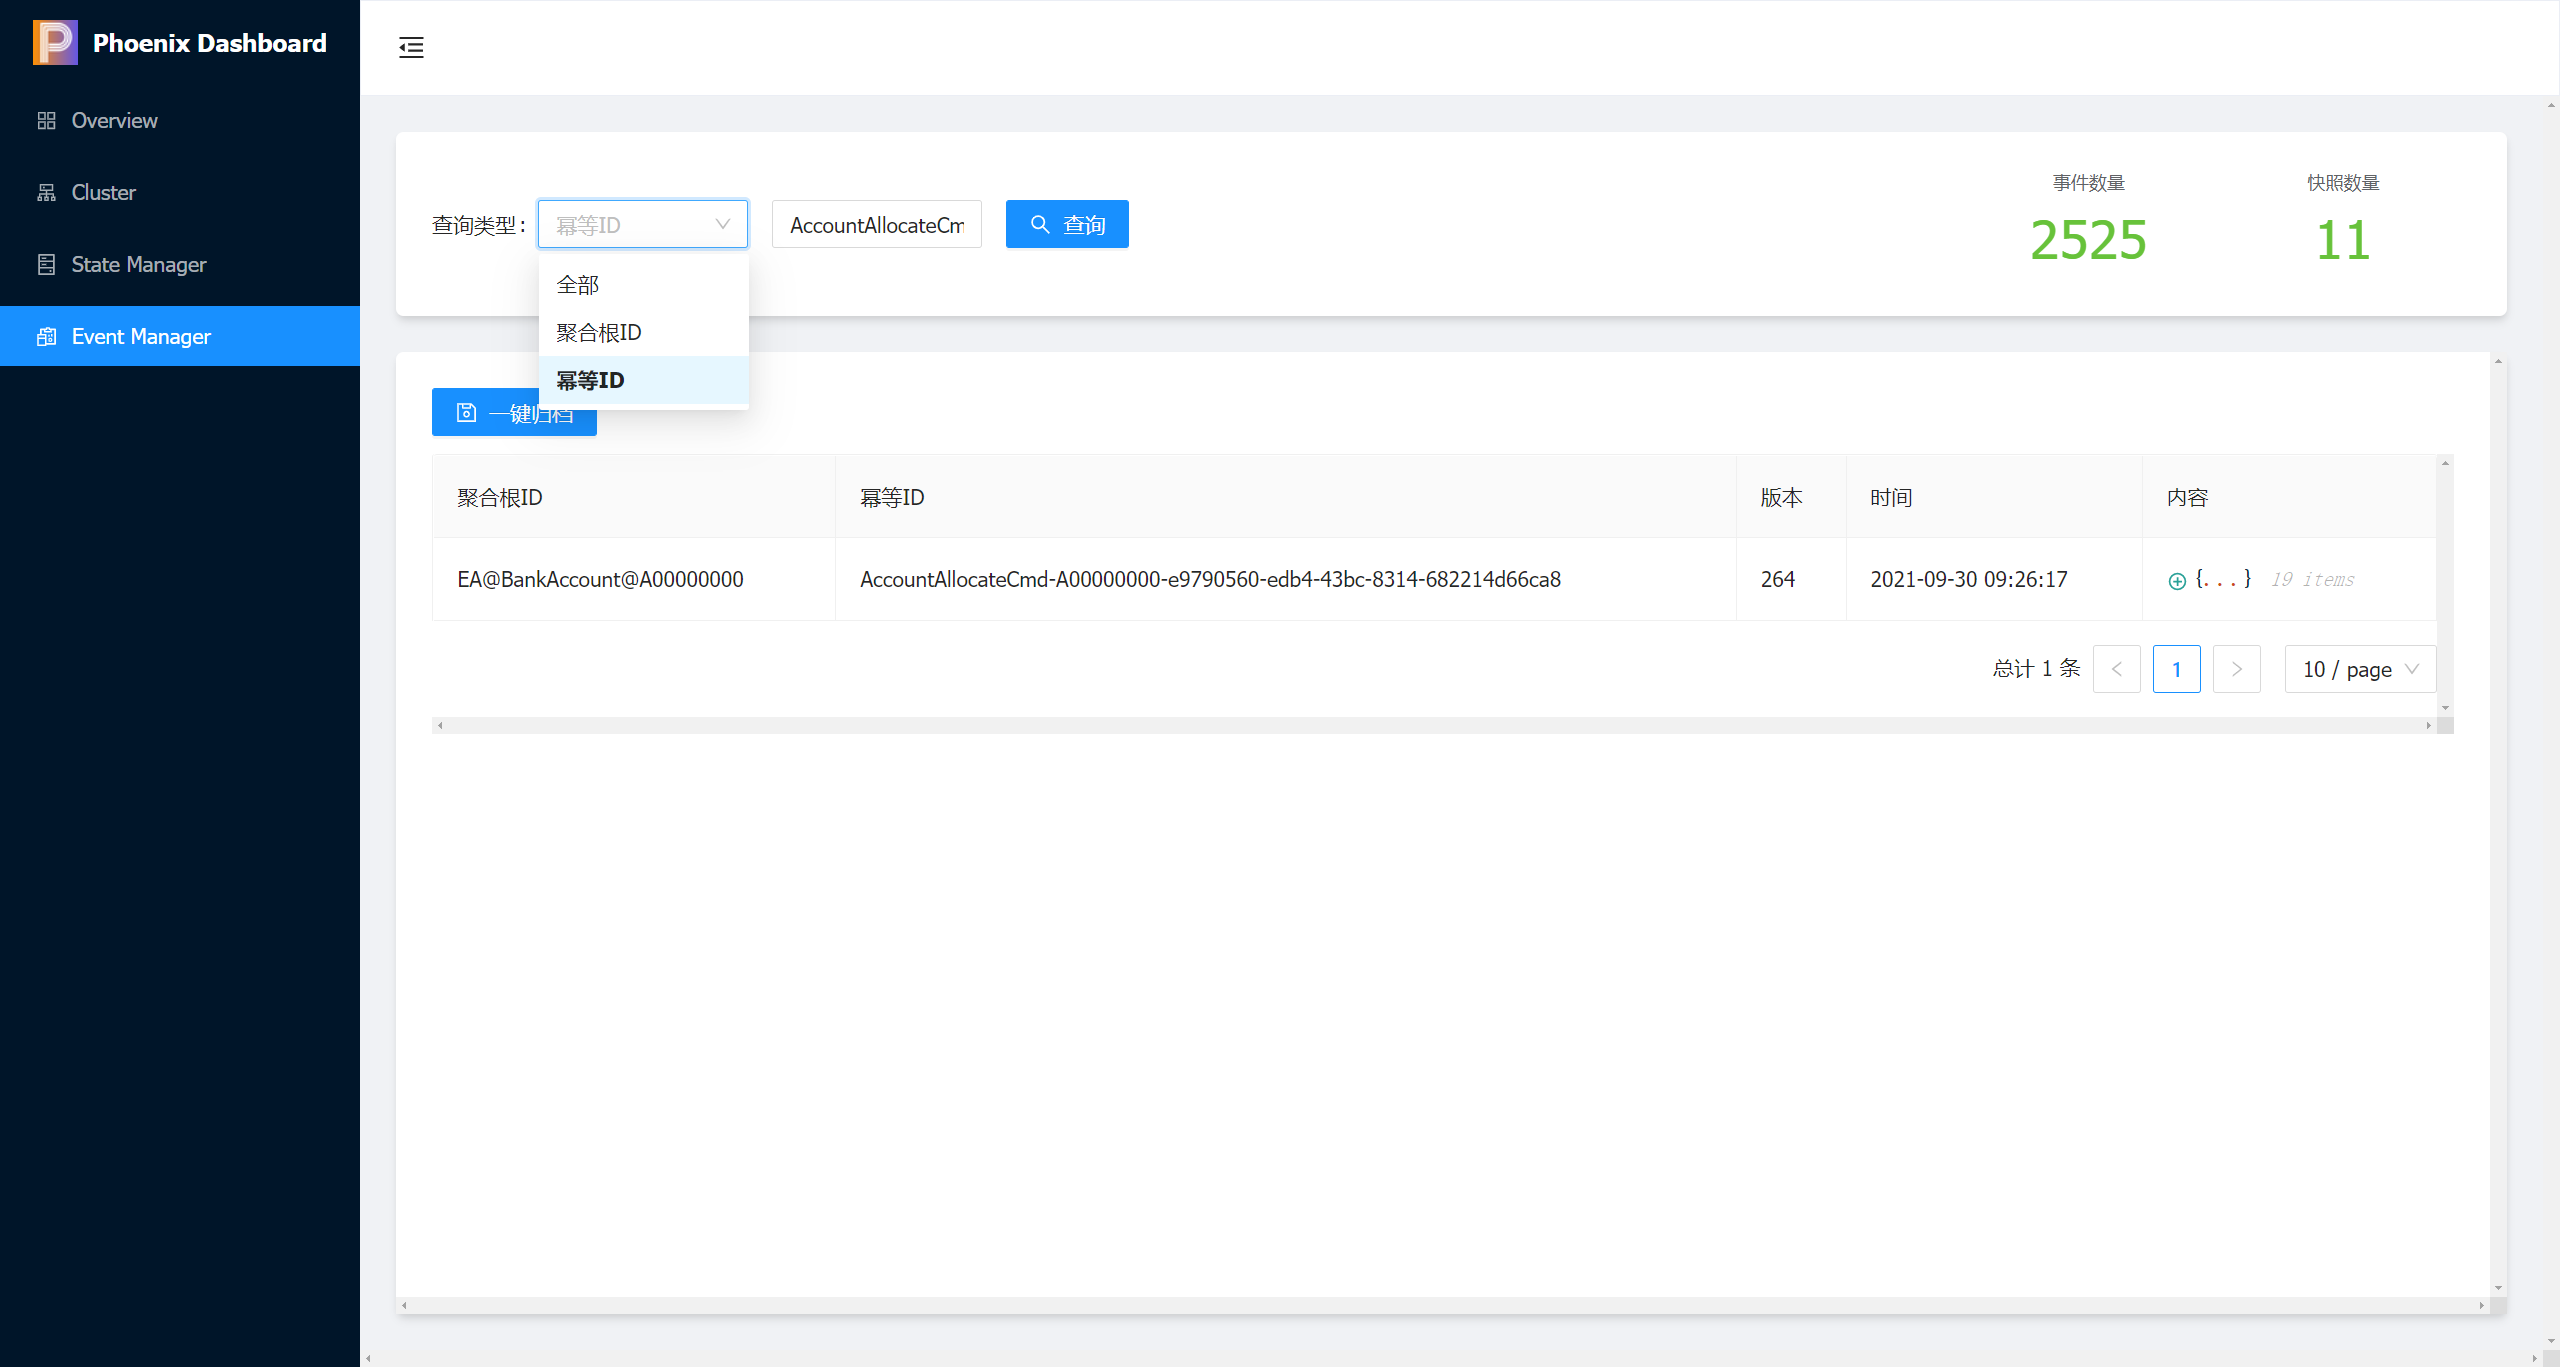 Phoenix Dashboard
Overview
Cluster
State Manager
Event Manager
查询类型 :
幂等ID
AccountAllocateCm
查询
事件数量
2525
快照数量
11
全部
聚合根ID
幂等ID
一键归档
聚合根ID 幂等ID 版本 时间 内容
EA@BankAccount@A00000000 AccountAllocateCmd-A00000000-e9790560-edb4-43bc-8314-682214d66ca8 264 2021-09-30 09:26:17 {...} 19 items
总计 1 条 < 1 > 10 / page